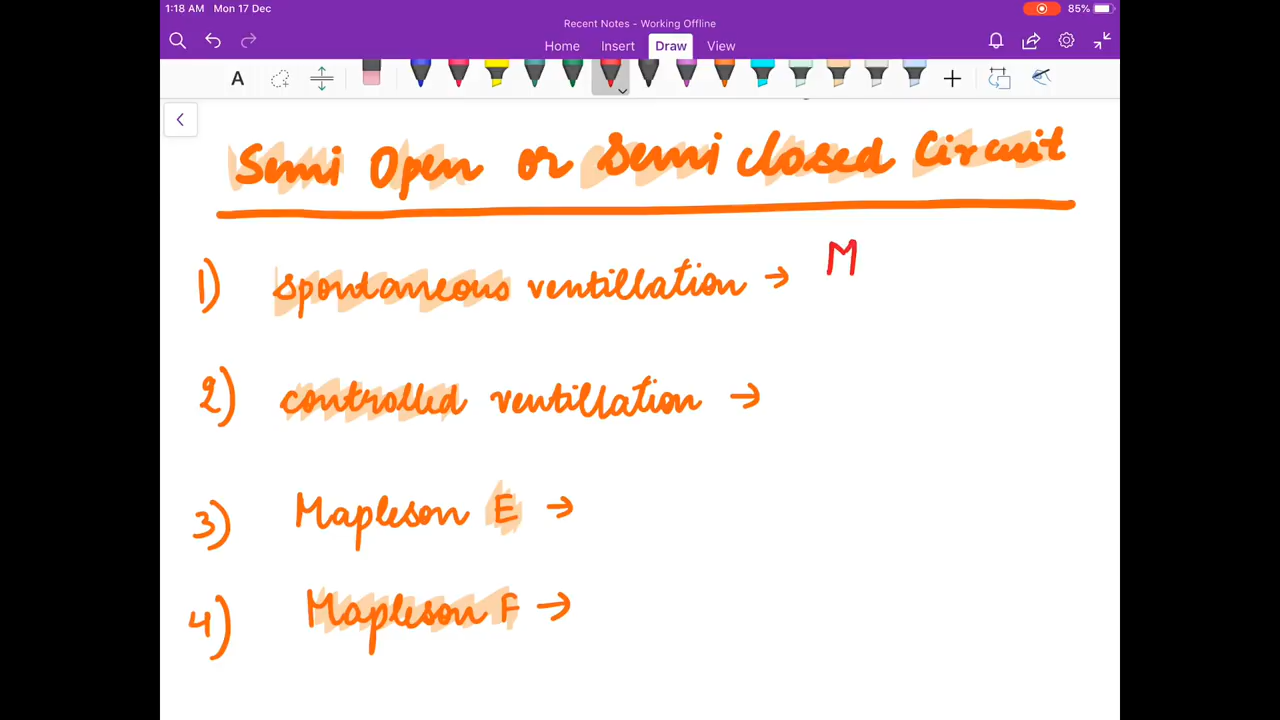 1:18 AM Mon 17 Dec
85%
Recent Notes - Working Offline
Home Insert Draw View
A
Semi Open or Semi closed Circuit
1) spontaneous ventillation → M
2) controlled ventillation →
3) Mapleson E →
4) Mapleson F →